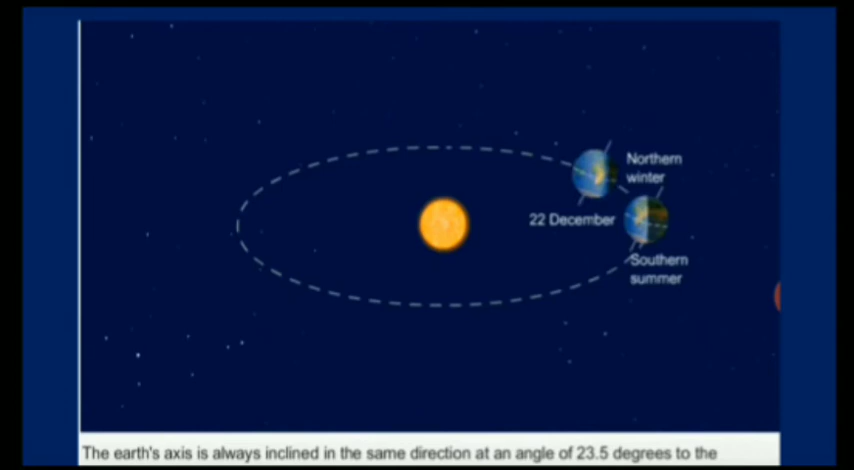 Northern
winter
22 December
Southern
summer
The earth's axis is always inclined in the same direction at an angle of 23.5 degrees to the